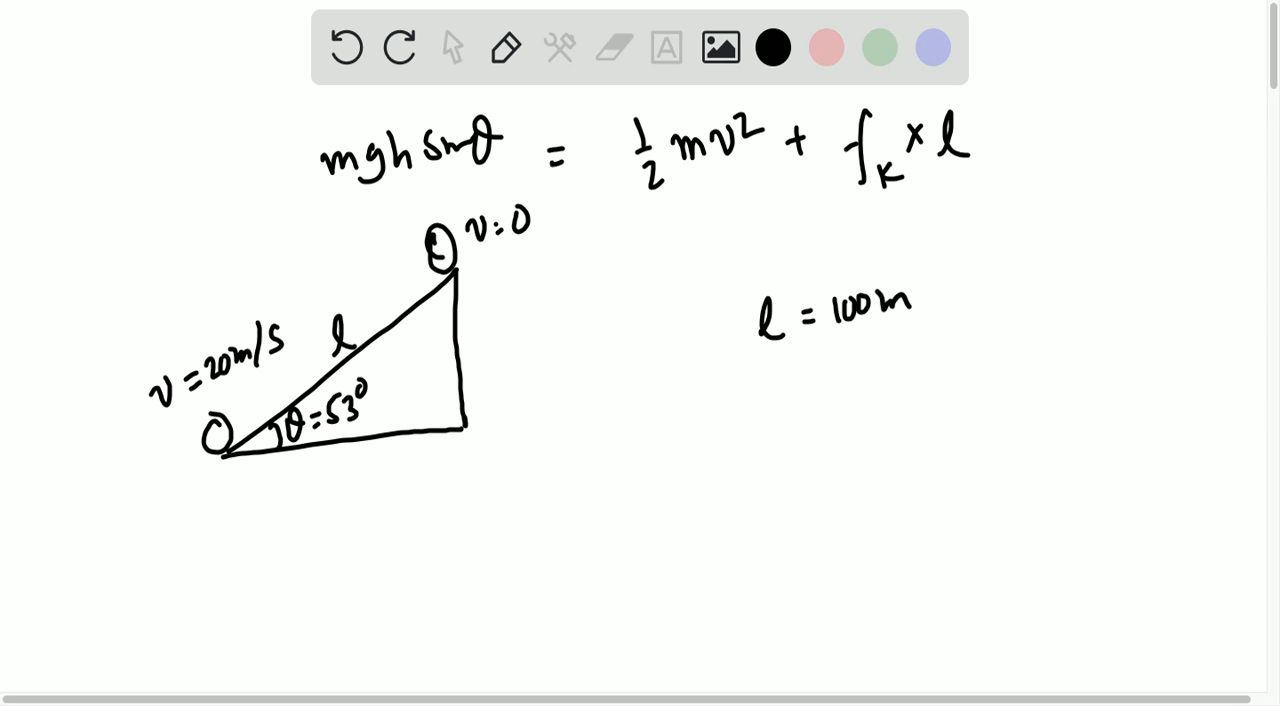 mgh sinθ = 1/2 mv² + f_K × l
v = 0
l = 100m
v = 20m/s
l
θ = 53°